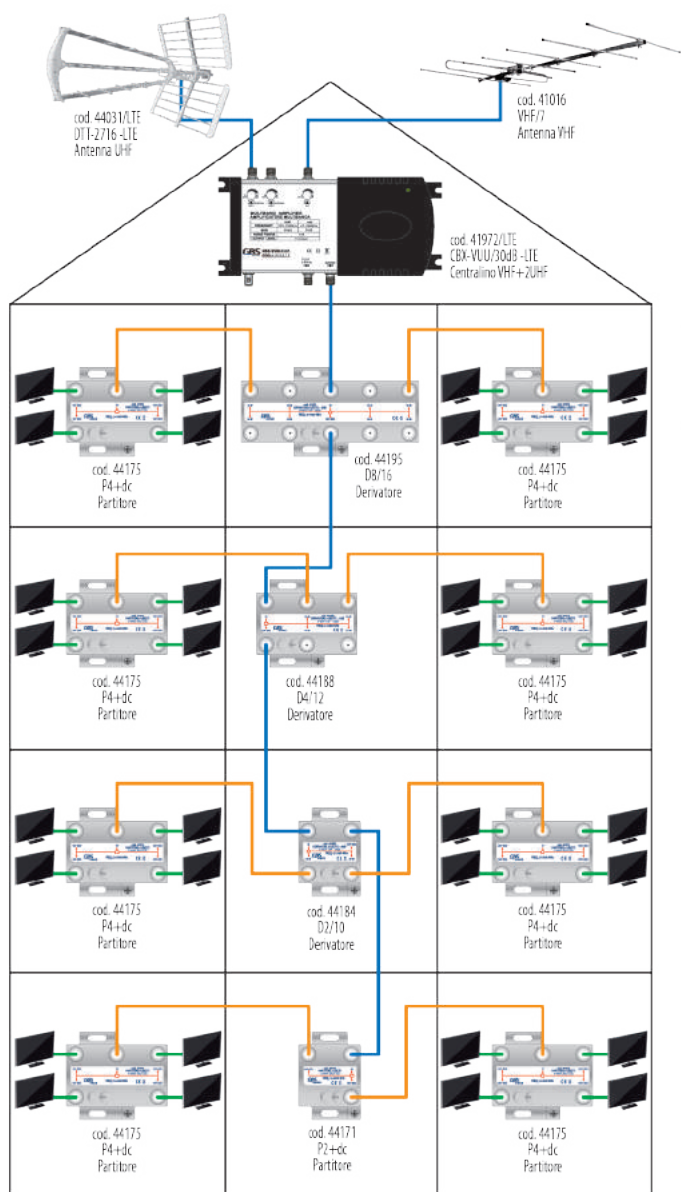 cod. 44031/LTE
DTT-2716 -LTE
Antenna UHF
cod. 41016
VHF/7
Antenna VHF
GBS
cod. 41972/LTE
CBX-VUU/30dB -LTE
Centralino VHF+2UHF
cod. 44175
P4+dc
Partitore
cod. 44195
D8/16
Derivatore
cod. 44175
P4+dc
Partitore
cod. 44175
P4+dc
Partitore
cod. 44188
D4/12
Derivatore
cod. 44175
P4+dc
Partitore
cod. 44175
P4+dc
Partitore
cod. 44184
D2/10
Derivatore
cod. 44175
P4+dc
Partitore
cod. 44175
P4+dc
Partitore
cod. 44171
P2+dc
Partitore
cod. 44175
P4+dc
Partitore